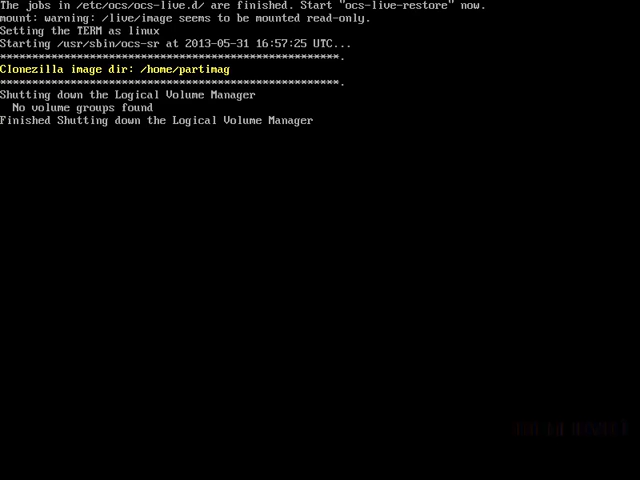 The jobs in /etc/ocs/ocs-live.d/ are finished. Start "ocs-live-restore" now.
mount: warning: /live/image seems to be mounted read-only.
Setting the TERM as linux
Starting /usr/sbin/ocs-sr at 2013-05-31 16:57:25 UTC...
*****************************************************.
Clonezilla image dir: /home/partimag
*****************************************************.
Shutting down the Logical Volume Manager
  No volume groups found
Finished Shutting down the Logical Volume Manager